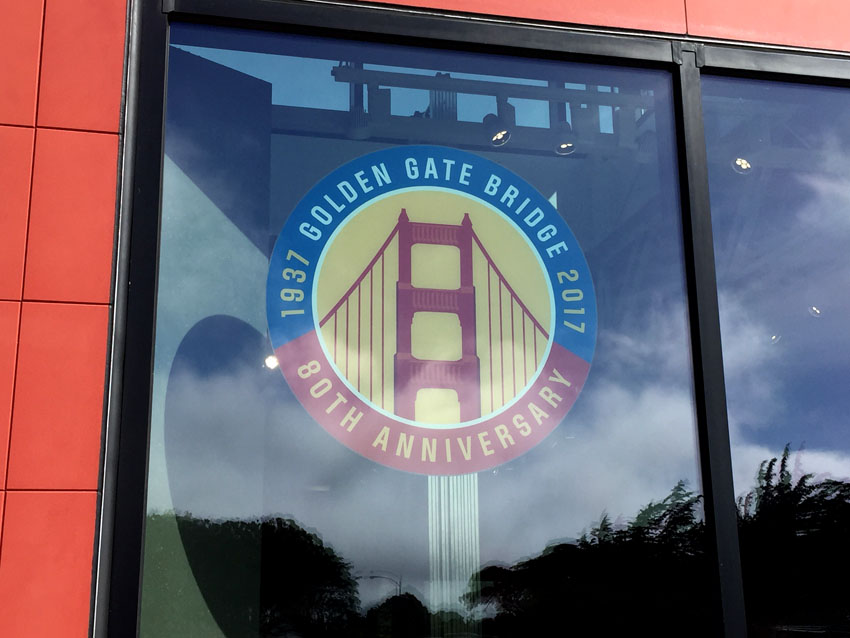 1937 GOLDEN GATE BRIDGE 2017
80TH ANNIVERSARY